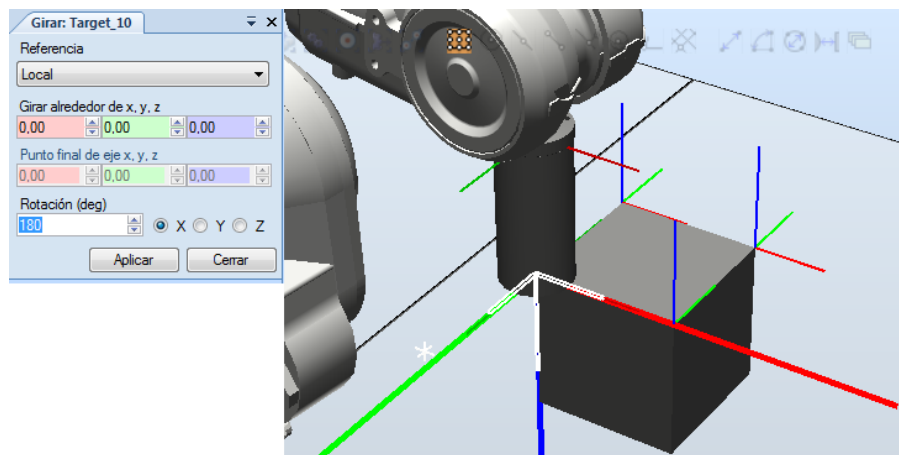 Girar: Target_10
Referencia
Local
Girar alrededor de x, y, z
0,00 0,00 0,00
Punto final de eje x, y, z
0,00 0,00 0,00
Rotación (deg)
180 X Y Z
Aplicar Cerrar